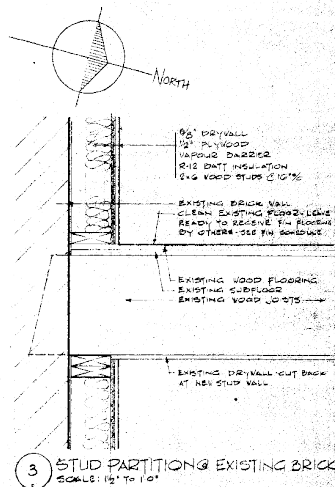 NORTH
5/8" DRYWALL
1/2" PLYWOOD
VAPOUR BARRIER
R-12 BATT INSULATION
2x6 WOOD STUDS @ 16" %
EXISTING BRICK WALL
CLEAN EXISTING FLOOR - LEAVE
READY TO RECEIVE FIN FLOORING
BY OTHERS - SEE FIN SCHEDULE
EXISTING WOOD FLOORING
EXISTING SUBFLOOR
EXISTING WOOD JOISTS
EXISTING DRYWALL CUT BACK
AT NEW STUD WALL
3 STUD PARTITION @ EXISTING BRICK
SCALE: 1 1/2" TO 1'0"